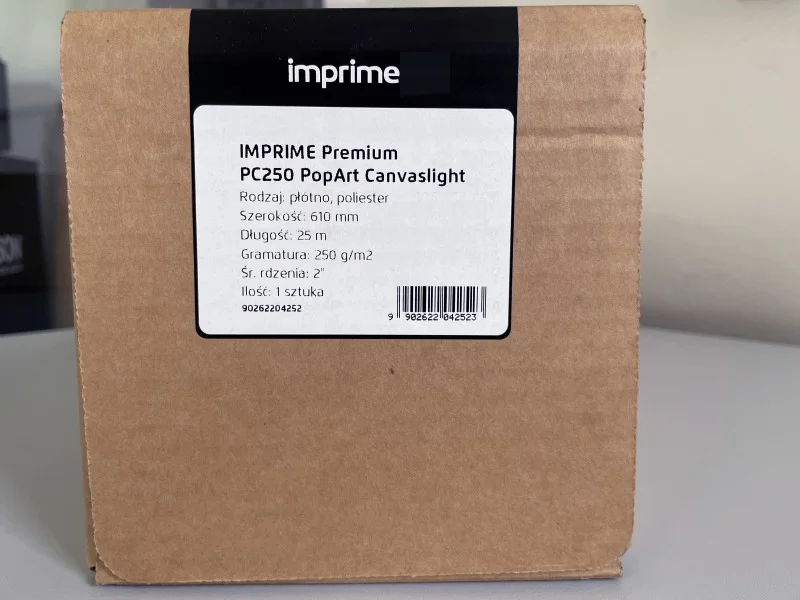 imprime
IMPRIME Premium
PC250 PopArt Canvaslight
Rodzaj: płótno, poliester
Szerokość: 610 mm
Długość: 25 m
Gramatura: 250 g/m2
Śr. rdzenia: 2"
Ilość: 1 sztuka
90262204252
9 902622 042523
SON